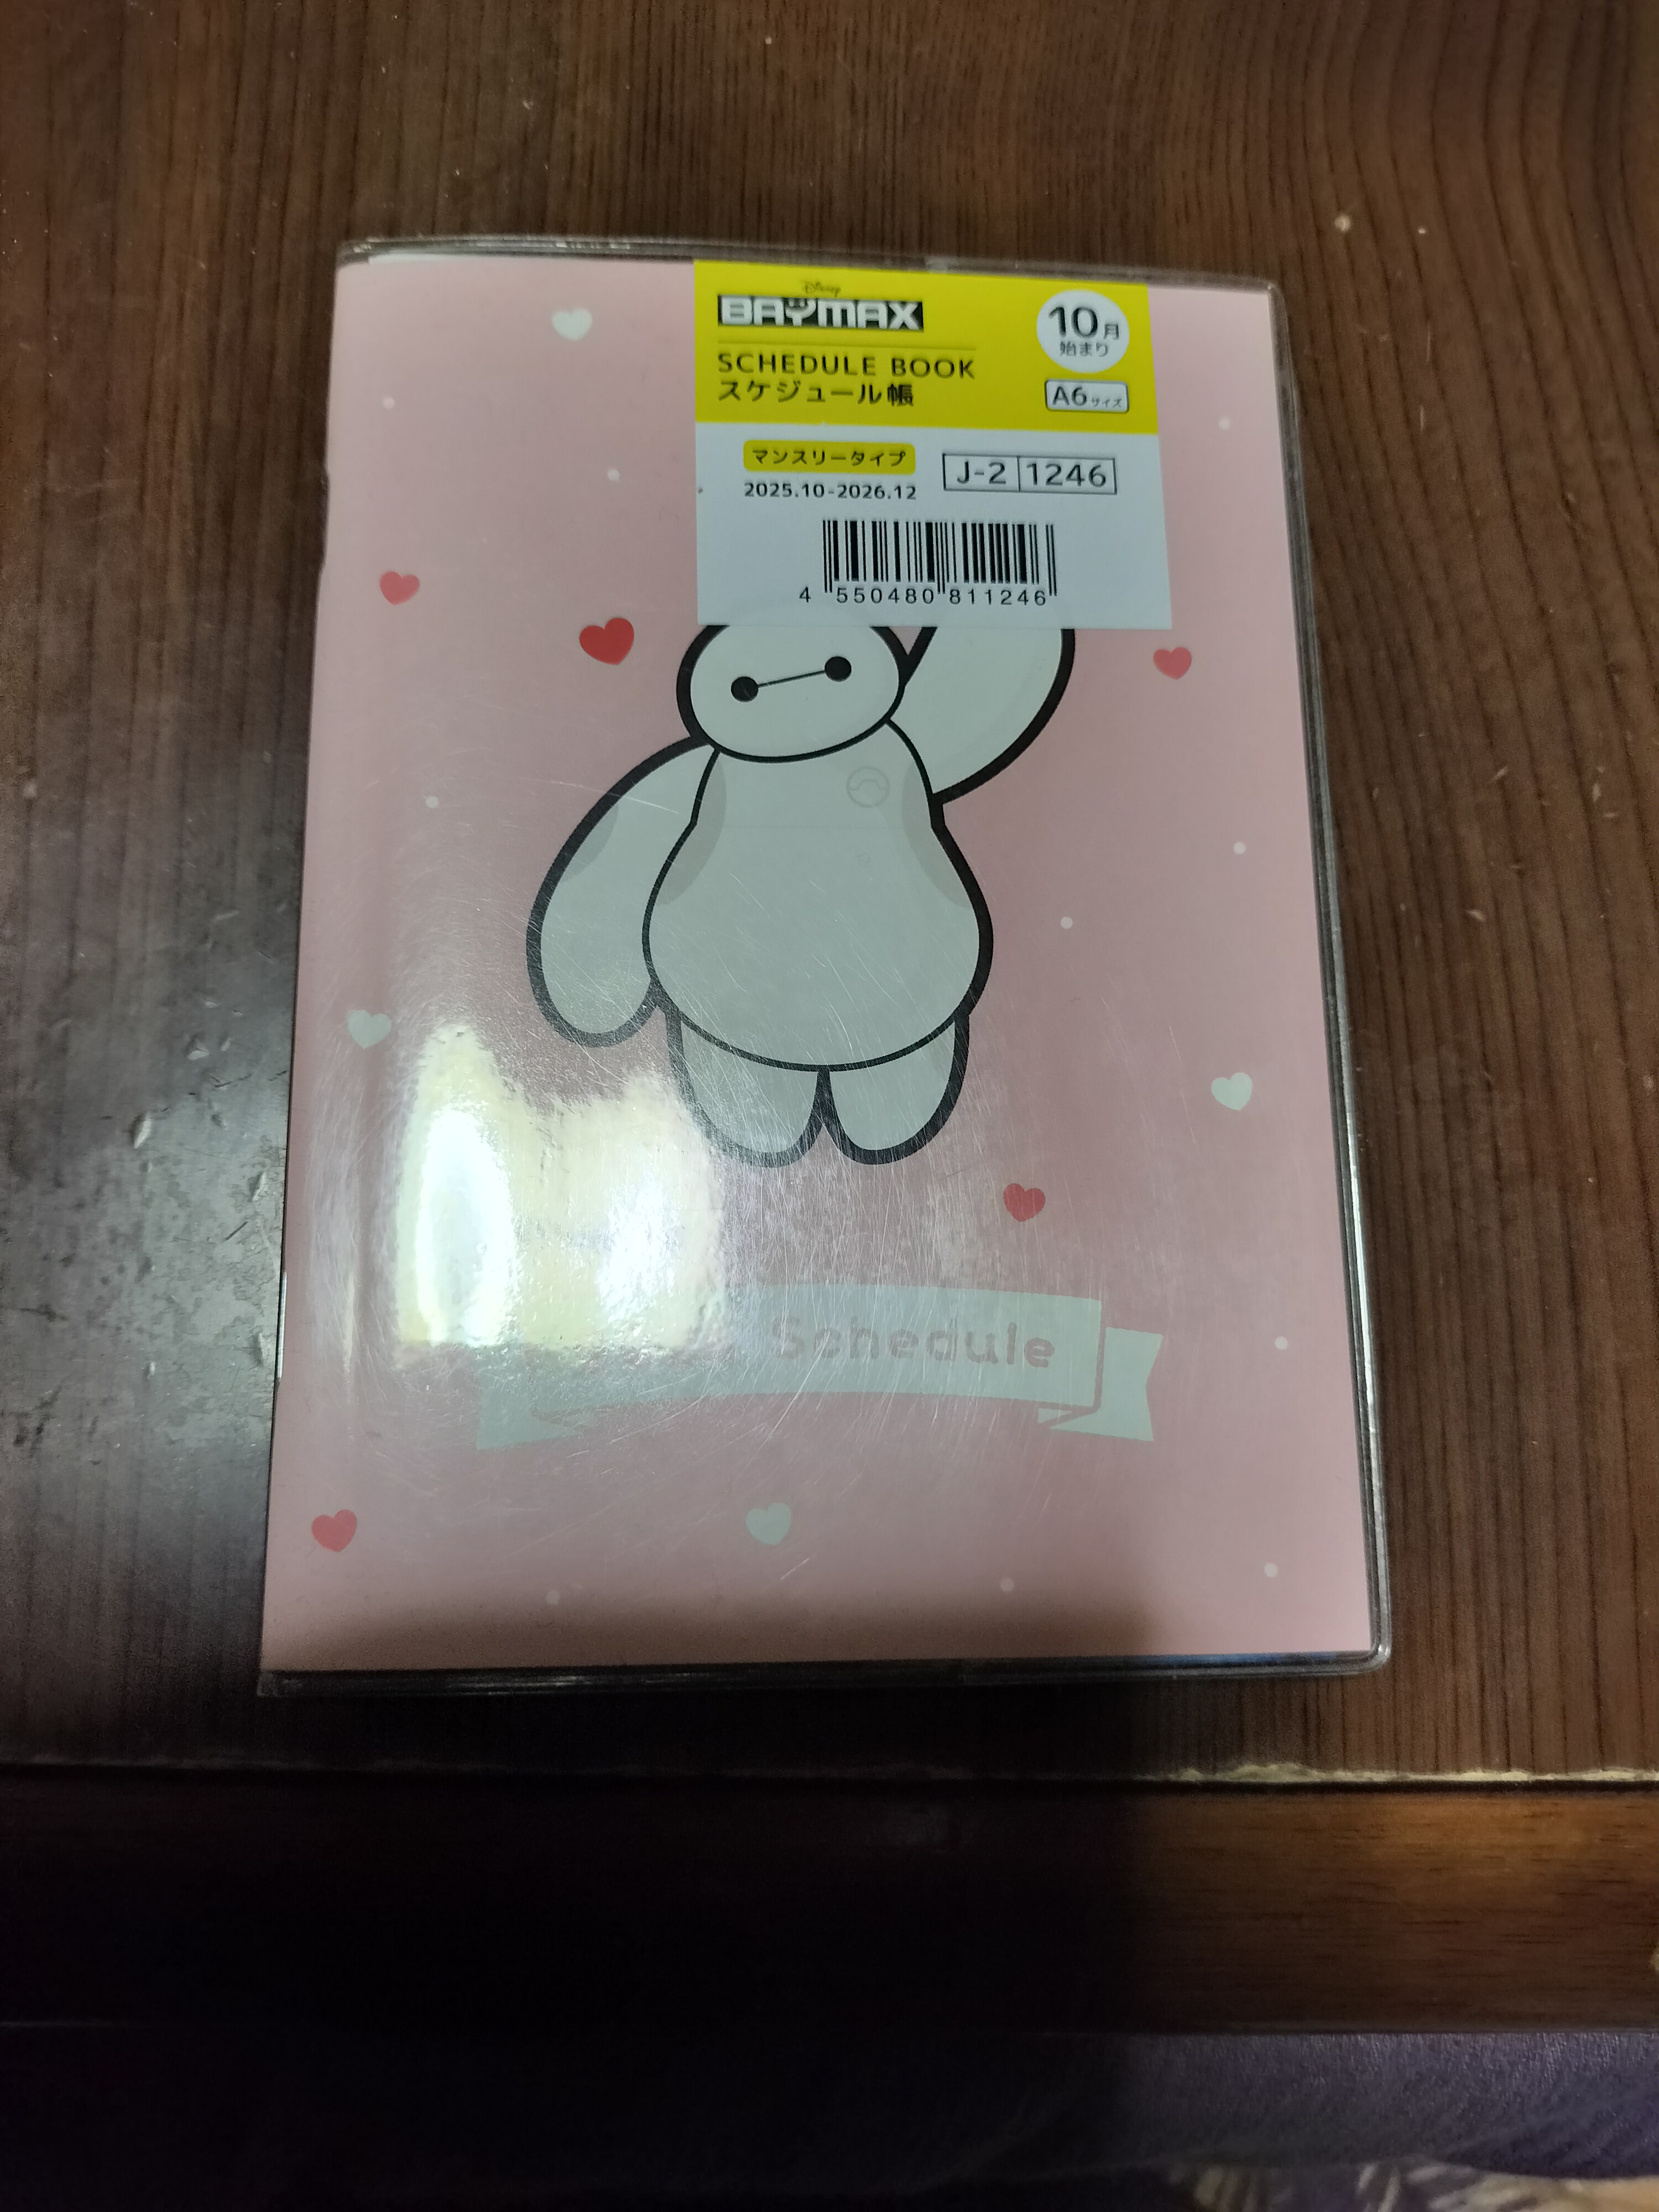 Disney
BAYMAX
SCHEDULE BOOK
スケジュール帳
10月
始まり
A6サイズ
マンスリータイプ
2025.10-2026.12
J-2 1246
4 550480 811246
Schedule